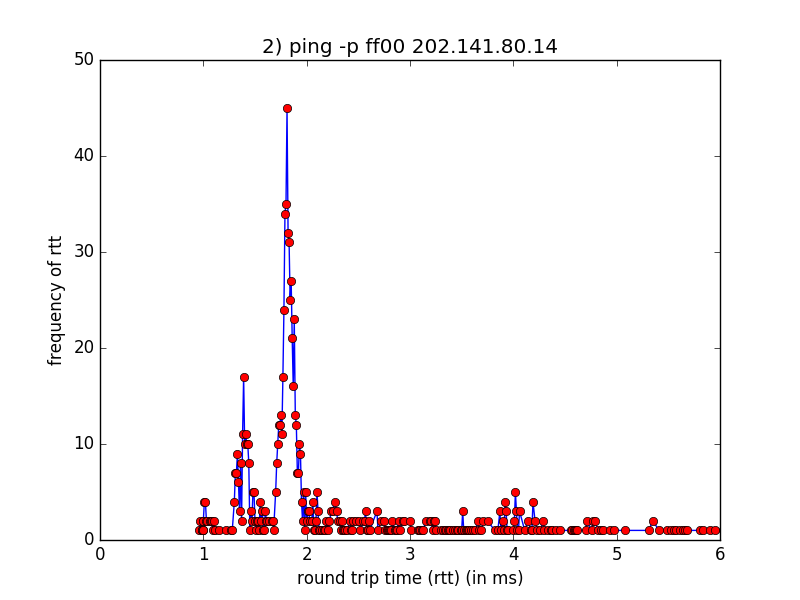 2) ping -p ff00 202.141.80.14
50
40
30
20
10
0
frequency of rtt
0 1 2 3 4 5 6
round trip time (rtt) (in ms)